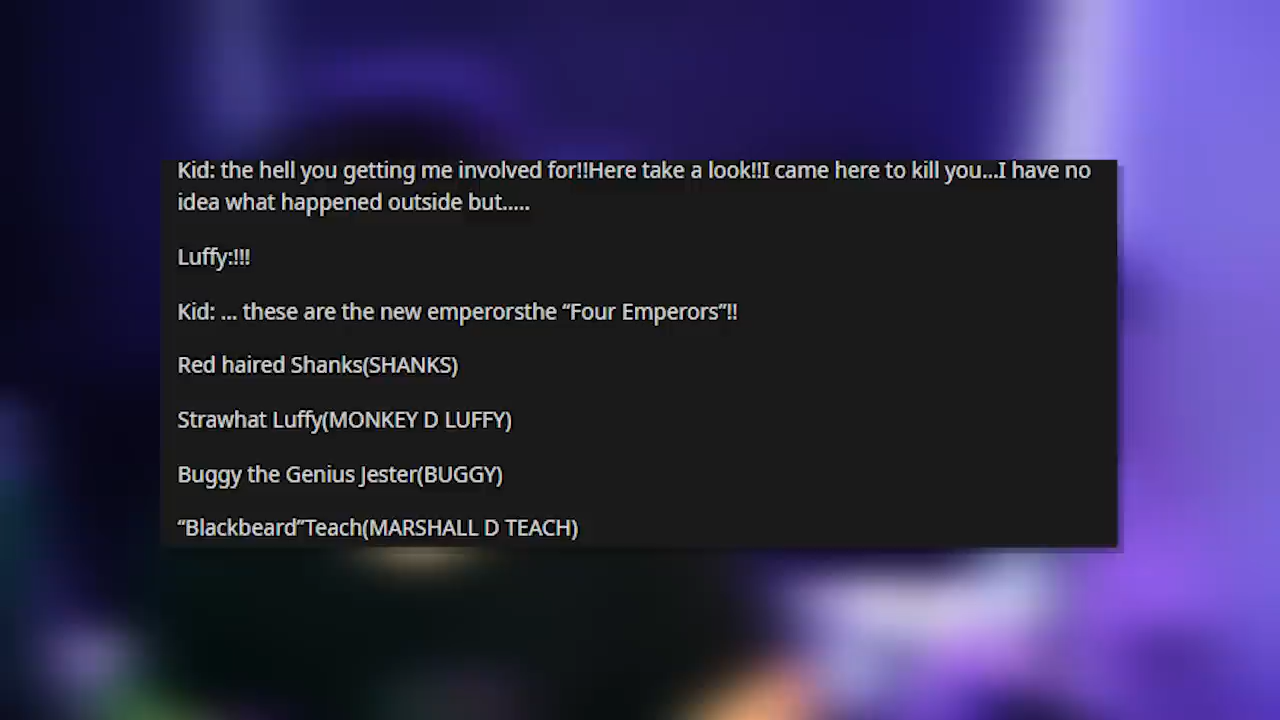 Kid: the hell you getting me involved for!!Here take a look!!I came here to kill you...I have no
idea what happened outside but.....
Luffy:!!!
Kid: ... these are the new emperorsthe “Four Emperors”!!
Red haired Shanks(SHANKS)
Strawhat Luffy(MONKEY D LUFFY)
Buggy the Genius Jester(BUGGY)
“Blackbeard”Teach(MARSHALL D TEACH)